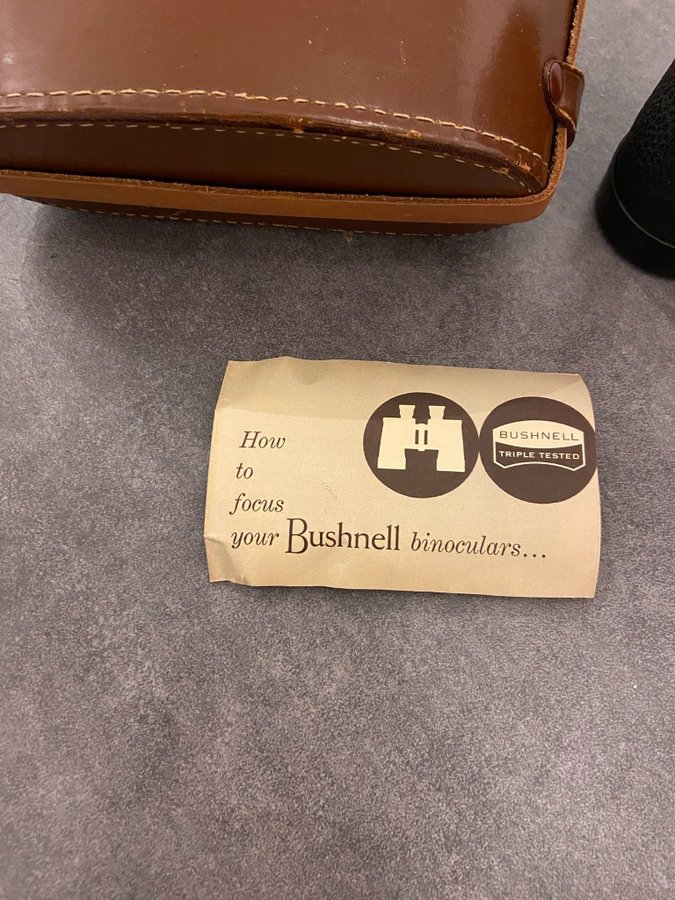 How
to
focus
your Bushnell binoculars...
BUSHNELL
TRIPLE TESTED